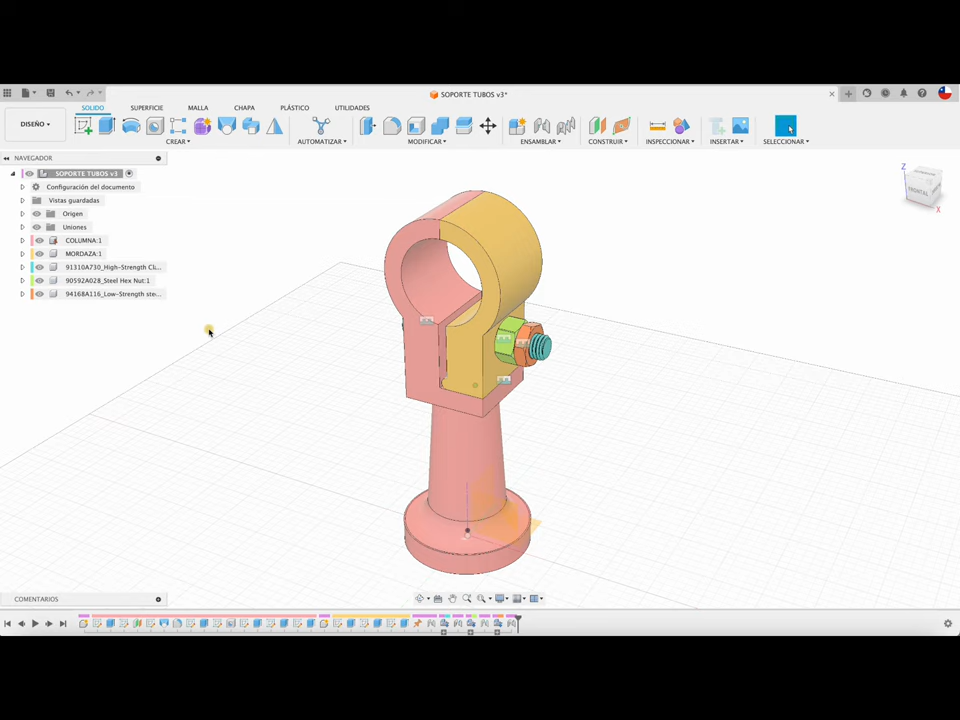 SOPORTE TUBOS v3*
SOLIDO SUPERFICIE MALLA CHAPA PLÁSTICO UTILIDADES
DISEÑO
CREAR AUTOMATIZAR MODIFICAR ENSAMBLAR CONSTRUIR INSPECCIONAR INSERTAR SELECCIONAR
NAVEGADOR
SOPORTE TUBOS v3
Configuración del documento
Vistas guardadas
Origen
Uniones
COLUMNA:1
MORDAZA:1
91310A730_High-Strength Cl...
90592A028_Steel Hex Nut:1
94168A116_Low-Strength ste...
Z
FRONTAL
X
COMENTARIOS